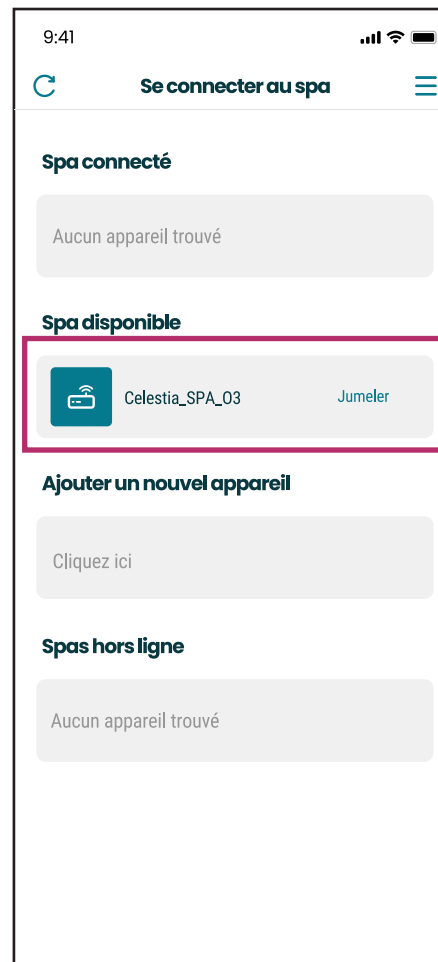 9:41
Se connecter au spa
Spa connecté
Aucun appareil trouvé
Spa disponible
Celestia_SPA_03 Jumeler
Ajouter un nouvel appareil
Cliquez ici
Spas hors ligne
Aucun appareil trouvé